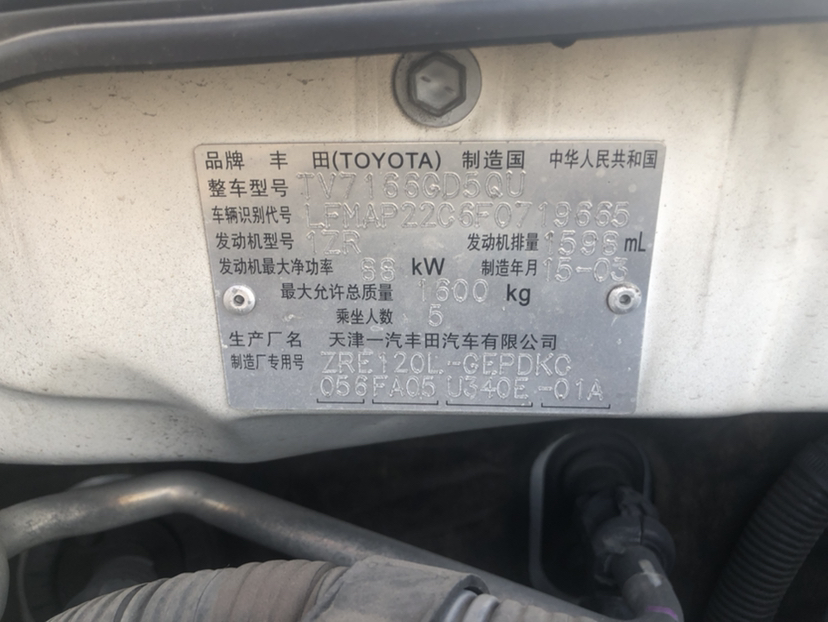 品牌 丰 田(TOYOTA) 制造国 中华人民共和国
整车型号 TV7166GD5QU
车辆识别代号 LFMAP22C6F0719665
发动机型号 1ZR 发动机排量 1598 mL
发动机最大净功率 88 kW 制造年月 15-03
最大允许总质量 1600 kg
乘坐人数 5
生产厂名 天津一汽丰田汽车有限公司
制造厂专用号 ZRE120L-GEPDKC
056FA05 U340E-01A